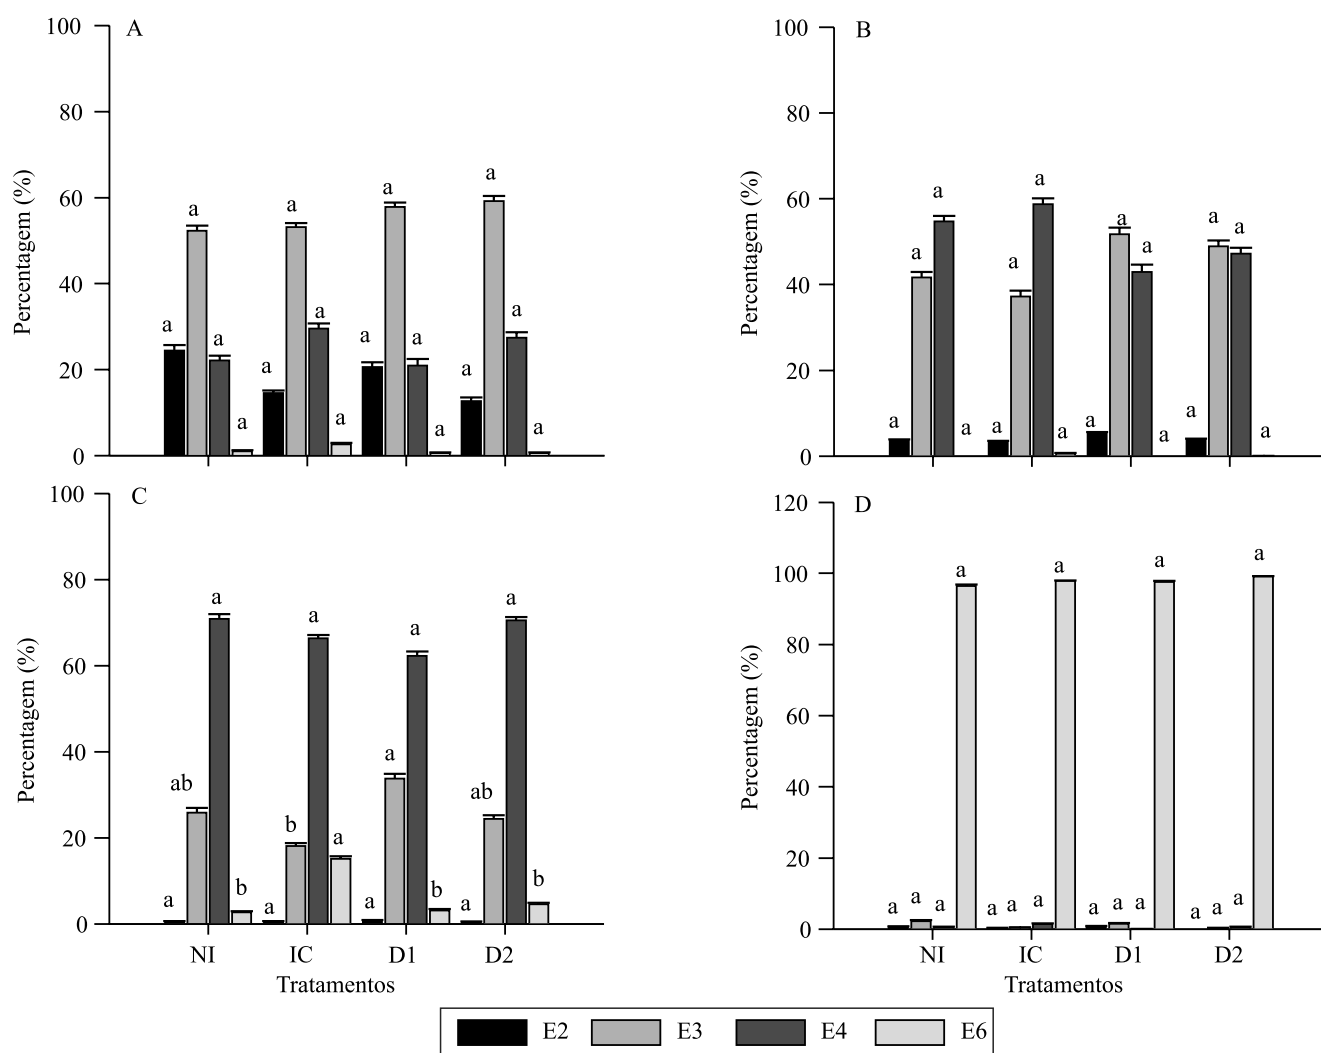 A
100
80
60
40
20
0
Percentagem (%)
a a a a
a a a a
a a a a
a a a a
B
100
80
60
40
20
0
Percentagem (%)
a a a a
a a a a
a a a a
a a a a
C
100
80
60
40
20
0
Percentagem (%)
a ab a b
a b a a
a a a b
a ab a b
NI IC D1 D2
Tratamentos
D
120
100
80
60
40
20
0
Percentagem (%)
a a a a
a a a a
a a a a
a a a a
NI IC D1 D2
Tratamentos
E2 E3 E4 E6